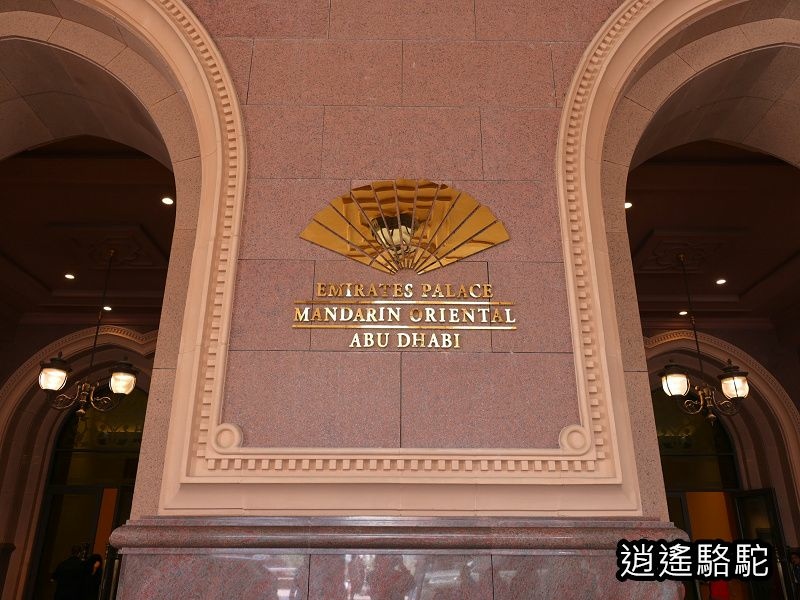 EMIRATES PALACE
MANDARIN ORIENTAL
ABU DHABI
逍遙駱駝